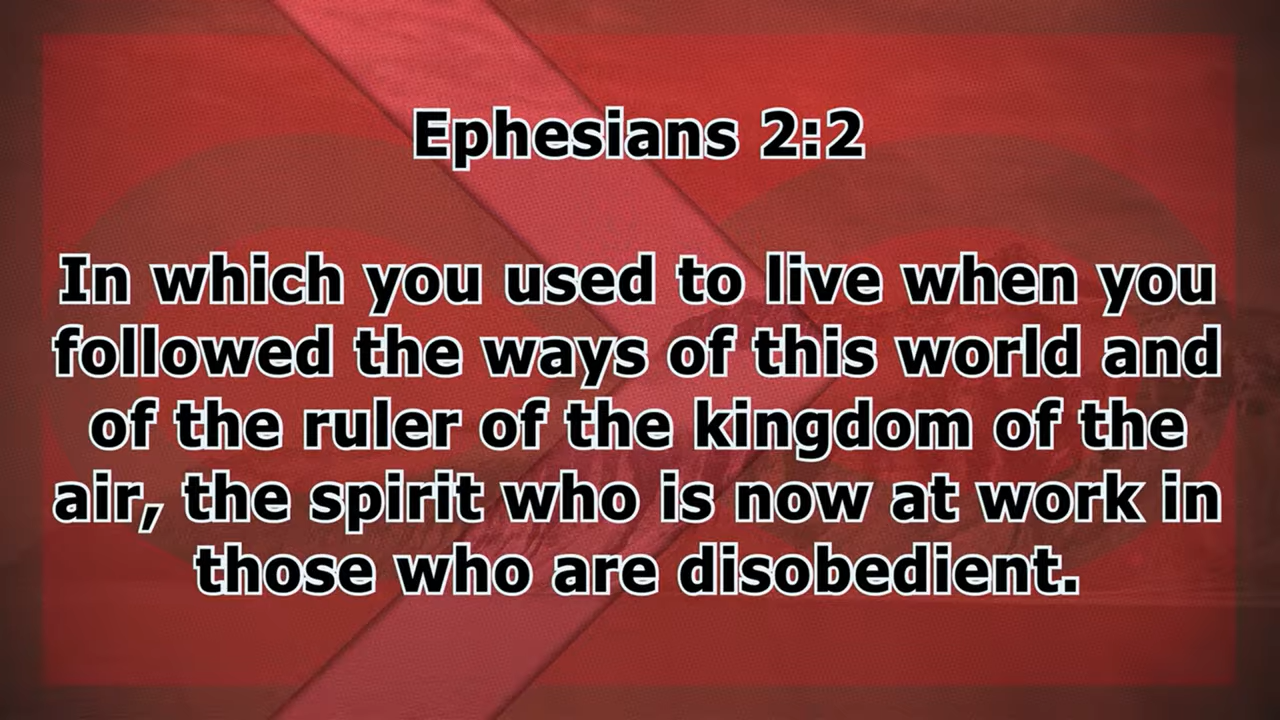 Ephesians 2:2
In which you used to live when you
followed the ways of this world and
of the ruler of the kingdom of the
air, the spirit who is now at work in
those who are disobedient.